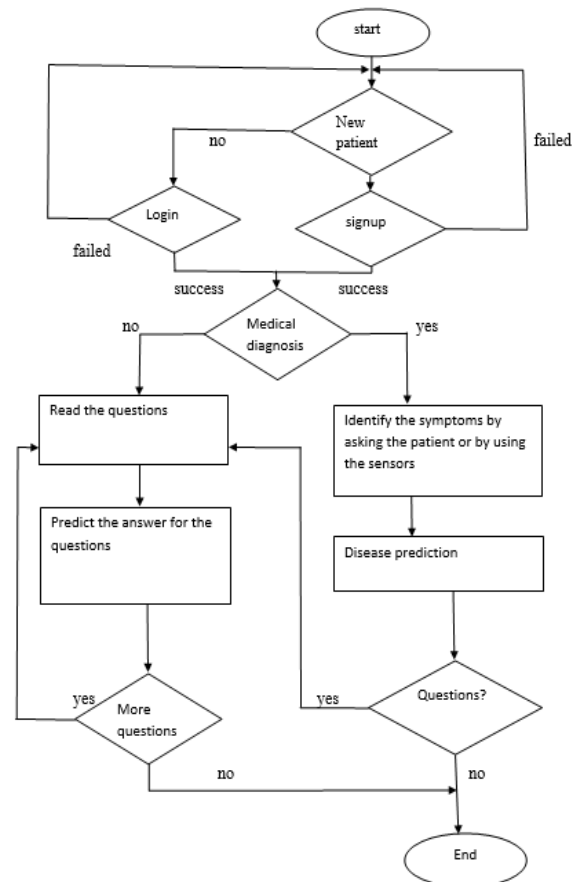 start
New
patient
no
failed
Login
signup
failed
success
success
no
Medical
diagnosis
yes
Read the questions
Identify the symptoms by
asking the patient or by using
the sensors
Predict the answer for the
questions
Disease prediction
yes
More
questions
yes
Questions?
no
no
End